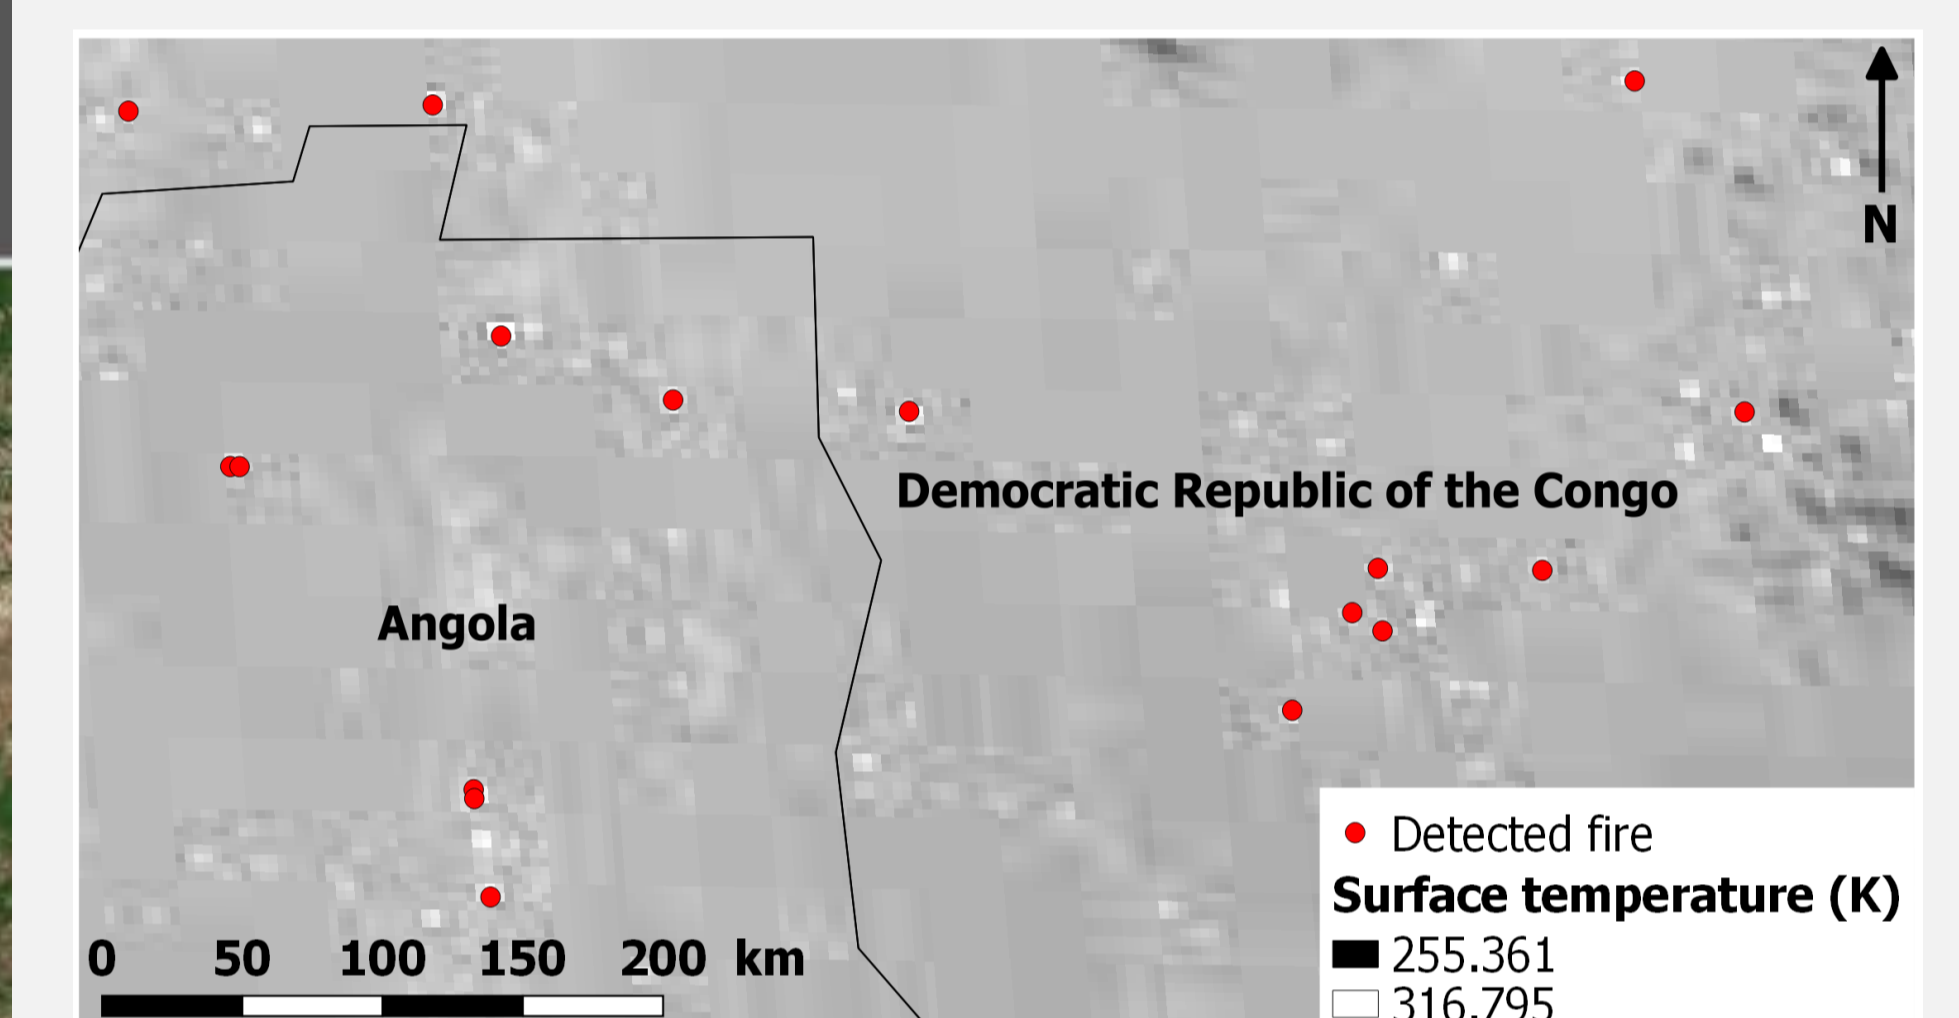 N
Democratic Republic of the Congo
Angola
Detected fire
Surface temperature (K)
255.361
316.795
0 50 100 150 200 km